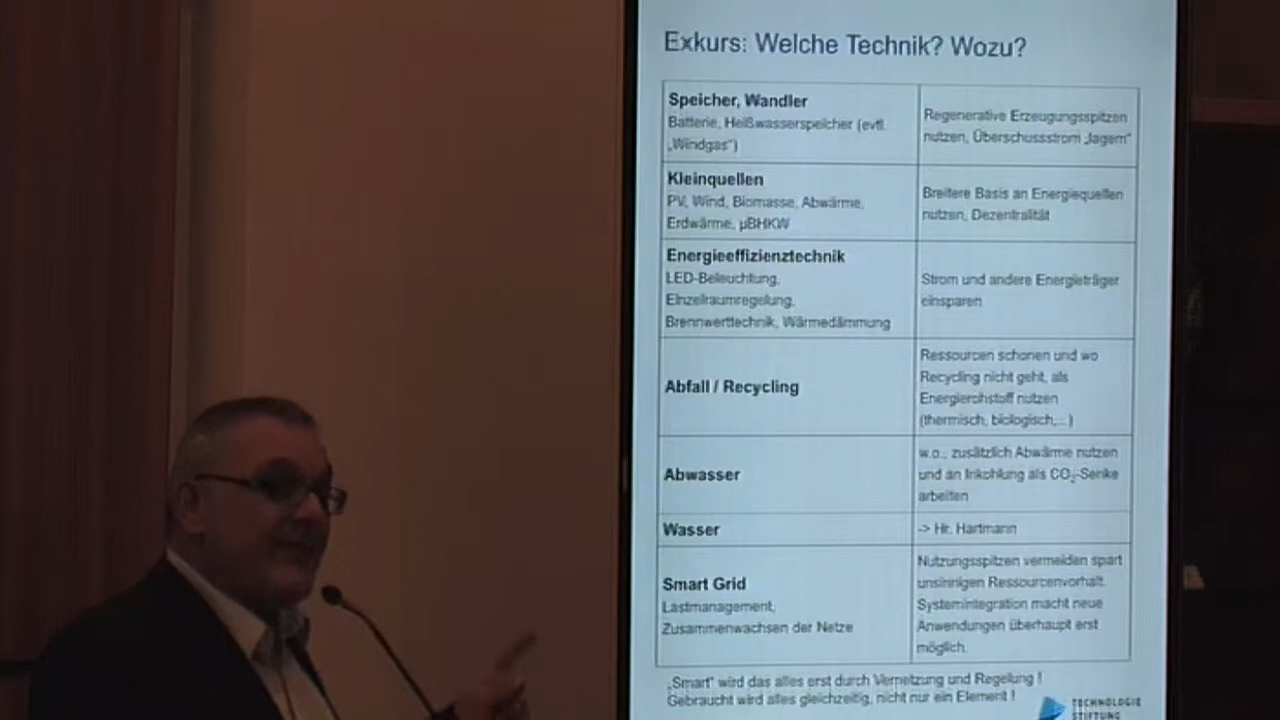 Exkurs: Welche Technik? Wozu?
Speicher, Wandler
Batterie, Heißwasserspeicher (evtl.
„Windgas“)
Regenerative Erzeugungsspitzen
nutzen, Überschussstrom „Jagern“
Kleinquellen
PV, Wind, Biomasse, Abwärme,
Erdwärme, µBHKW
Breitere Basis an Energiequellen
nutzen, Dezentralität
Energieeffizienztechnik
LED-Beleuchtung,
Einzelraumregelung,
Brennwerttechnik, Wärmedämmung
Strom und andere Energieträger
einsparen
Abfall / Recycling
Ressourcen schonen und wo
Recycling nicht geht, als
Energierohstoff nutzen
(thermisch, biologisch,...)
Abwasser
w.o., zusätzlich Abwärme nutzen
und an Inkohlung als CO₂-Senke
arbeiten
Wasser
-> Hr. Hartmann
Smart Grid
Lastmanagement,
Zusammenwachsen der Netze
Nutzungsspitzen vermeiden spart
unsinnigen Ressourcenvorhalt.
Systemintegration macht neue
Anwendungen überhaupt erst
möglich.
„Smart“ wird das alles erst durch Vernetzung und Regelung !
Gebraucht wird alles gleichzeitig, nicht nur ein Element !
TECHNOLOGIE
STIFTUNG